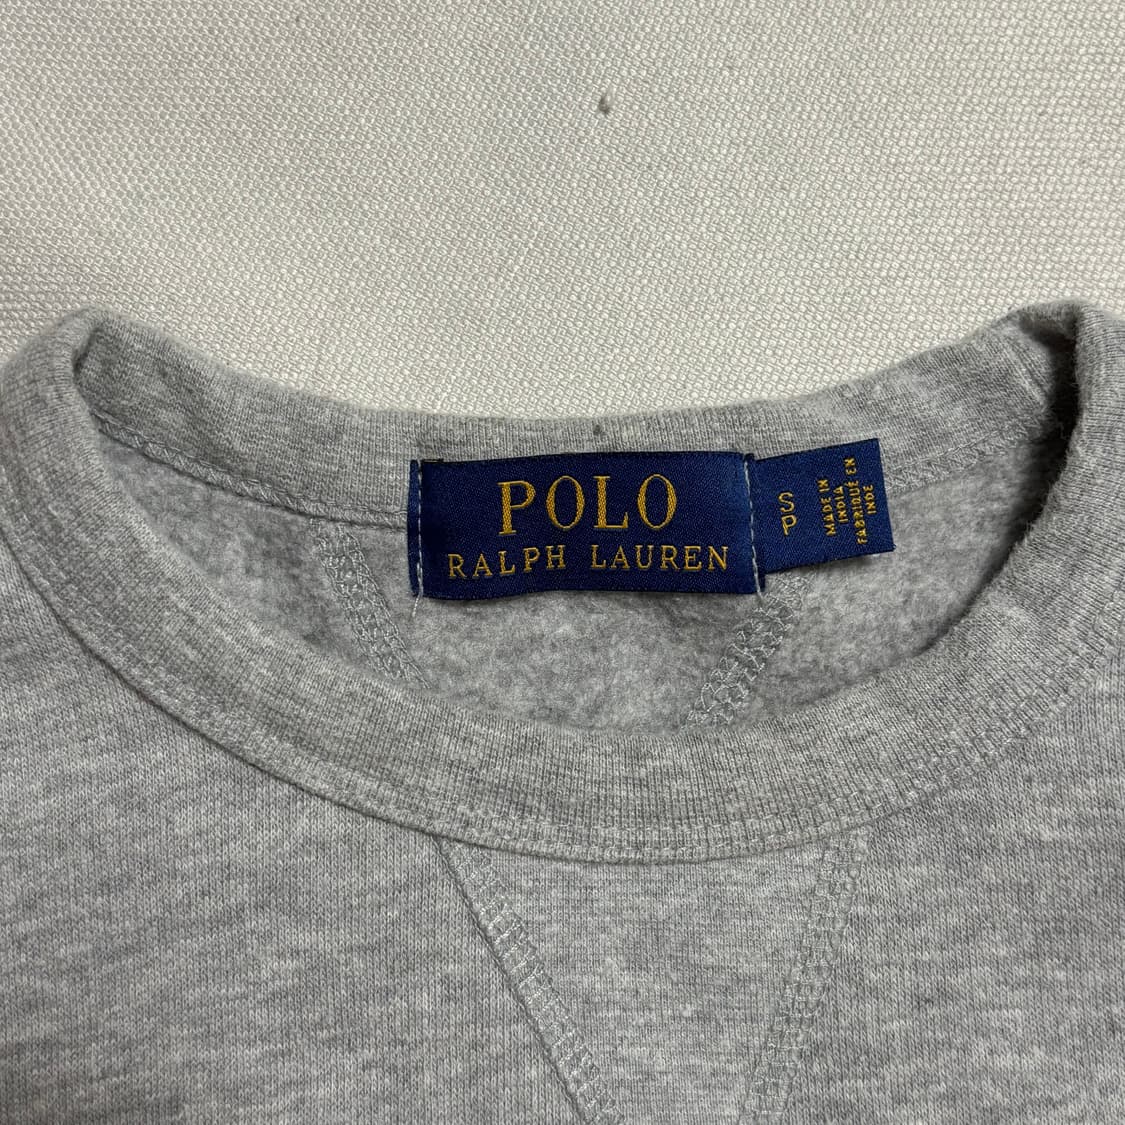 POLO
RALPH LAUREN
S
P
MADE IN
INDIA
FABRIQUÉ EN
INDE